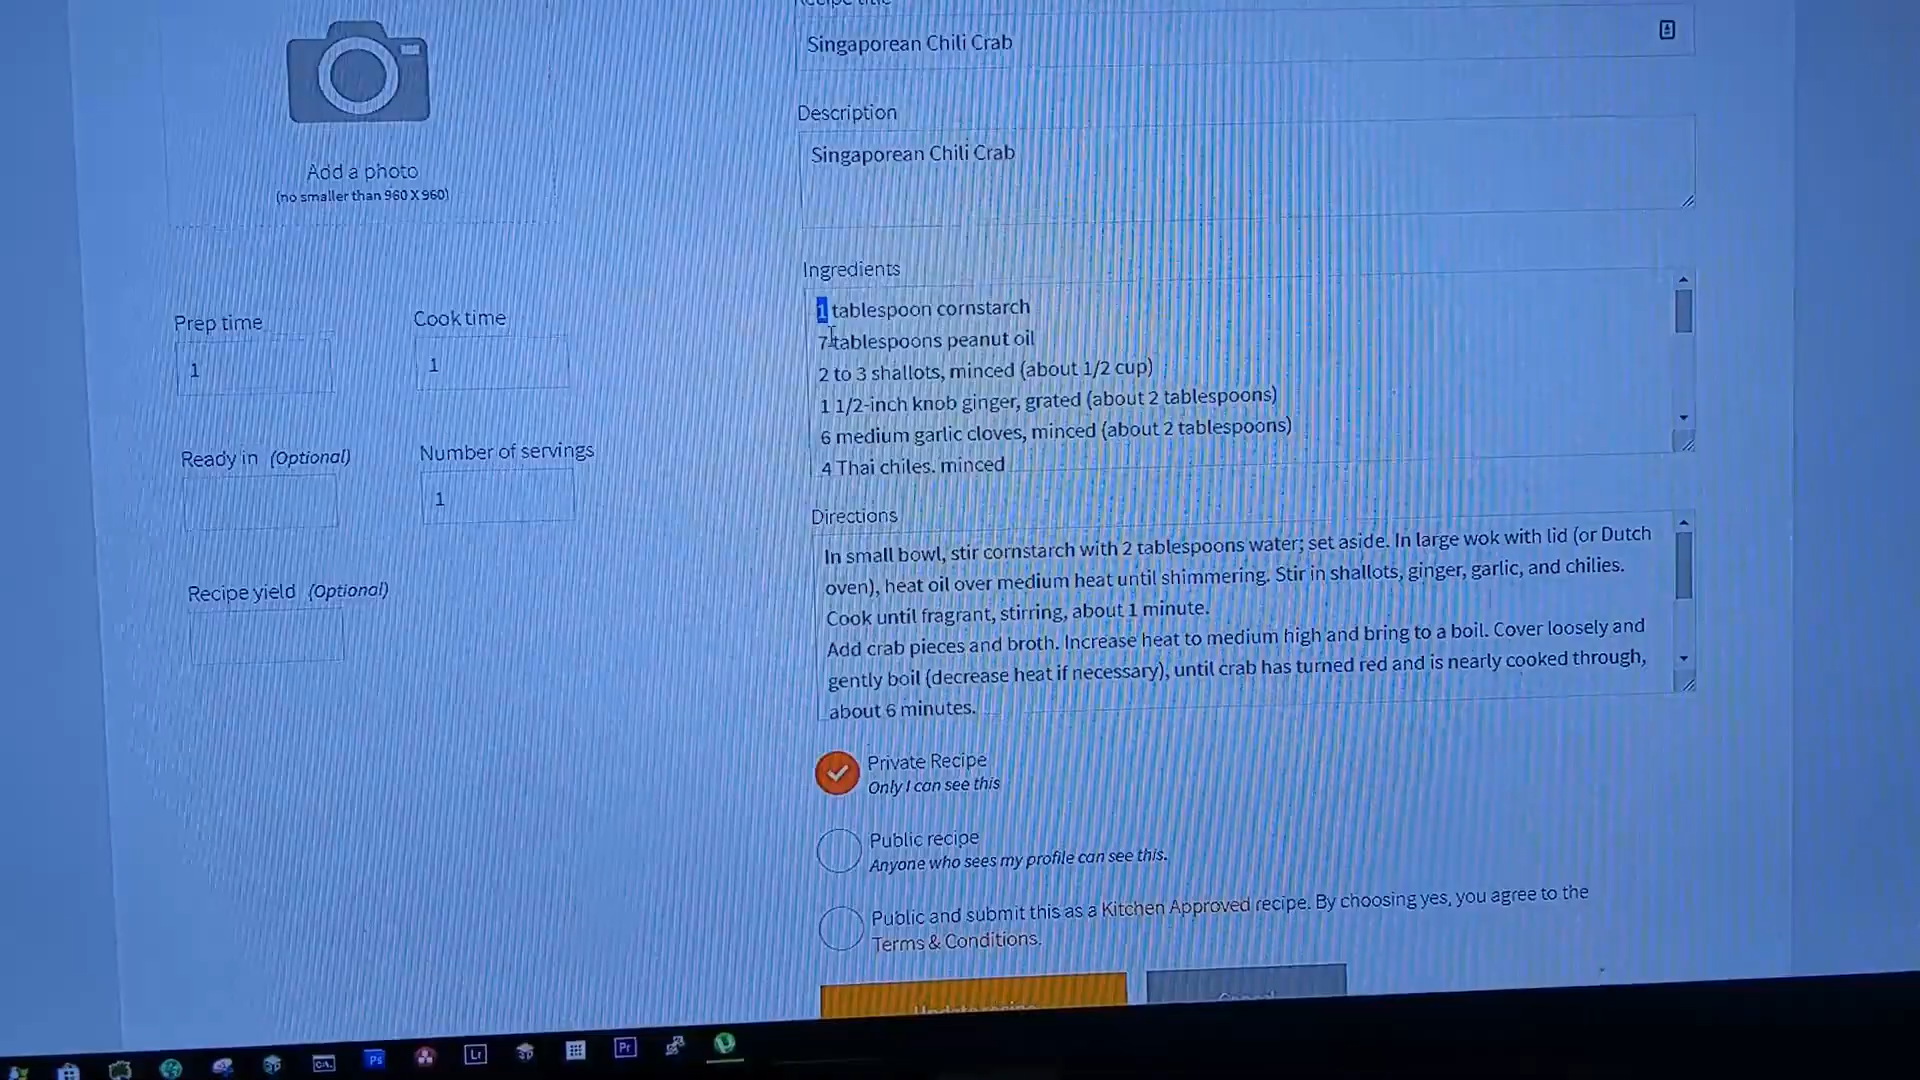 Singaporean Chili Crab
Description
Singaporean Chili Crab
Add a photo
(no smaller than 960 X 960)
Ingredients
1 tablespoon cornstarch
7 tablespoons peanut oil
2 to 3 shallots, minced (about 1/2 cup)
1 1/2-inch knob ginger, grated (about 2 tablespoons)
6 medium garlic cloves, minced (about 2 tablespoons)
4 Thai chiles. minced
Prep time
Cook time
1
1
Ready in (Optional)
Number of servings
1
Recipe yield (Optional)
Directions
In small bowl, stir cornstarch with 2 tablespoons water; set aside. In large wok with lid (or Dutch
oven), heat oil over medium heat until shimmering. Stir in shallots, ginger, garlic, and chilies.
Cook until fragrant, stirring, about 1 minute.
Add crab pieces and broth. Increase heat to medium high and bring to a boil. Cover loosely and
gently boil (decrease heat if necessary), until crab has turned red and is nearly cooked through,
about 6 minutes.
Private Recipe
Only I can see this
Public recipe
Anyone who sees my profile can see this.
Public and submit this as a Kitchen Approved recipe. By choosing yes, you agree to the
Terms & Conditions.
Ps
Lr
Pr